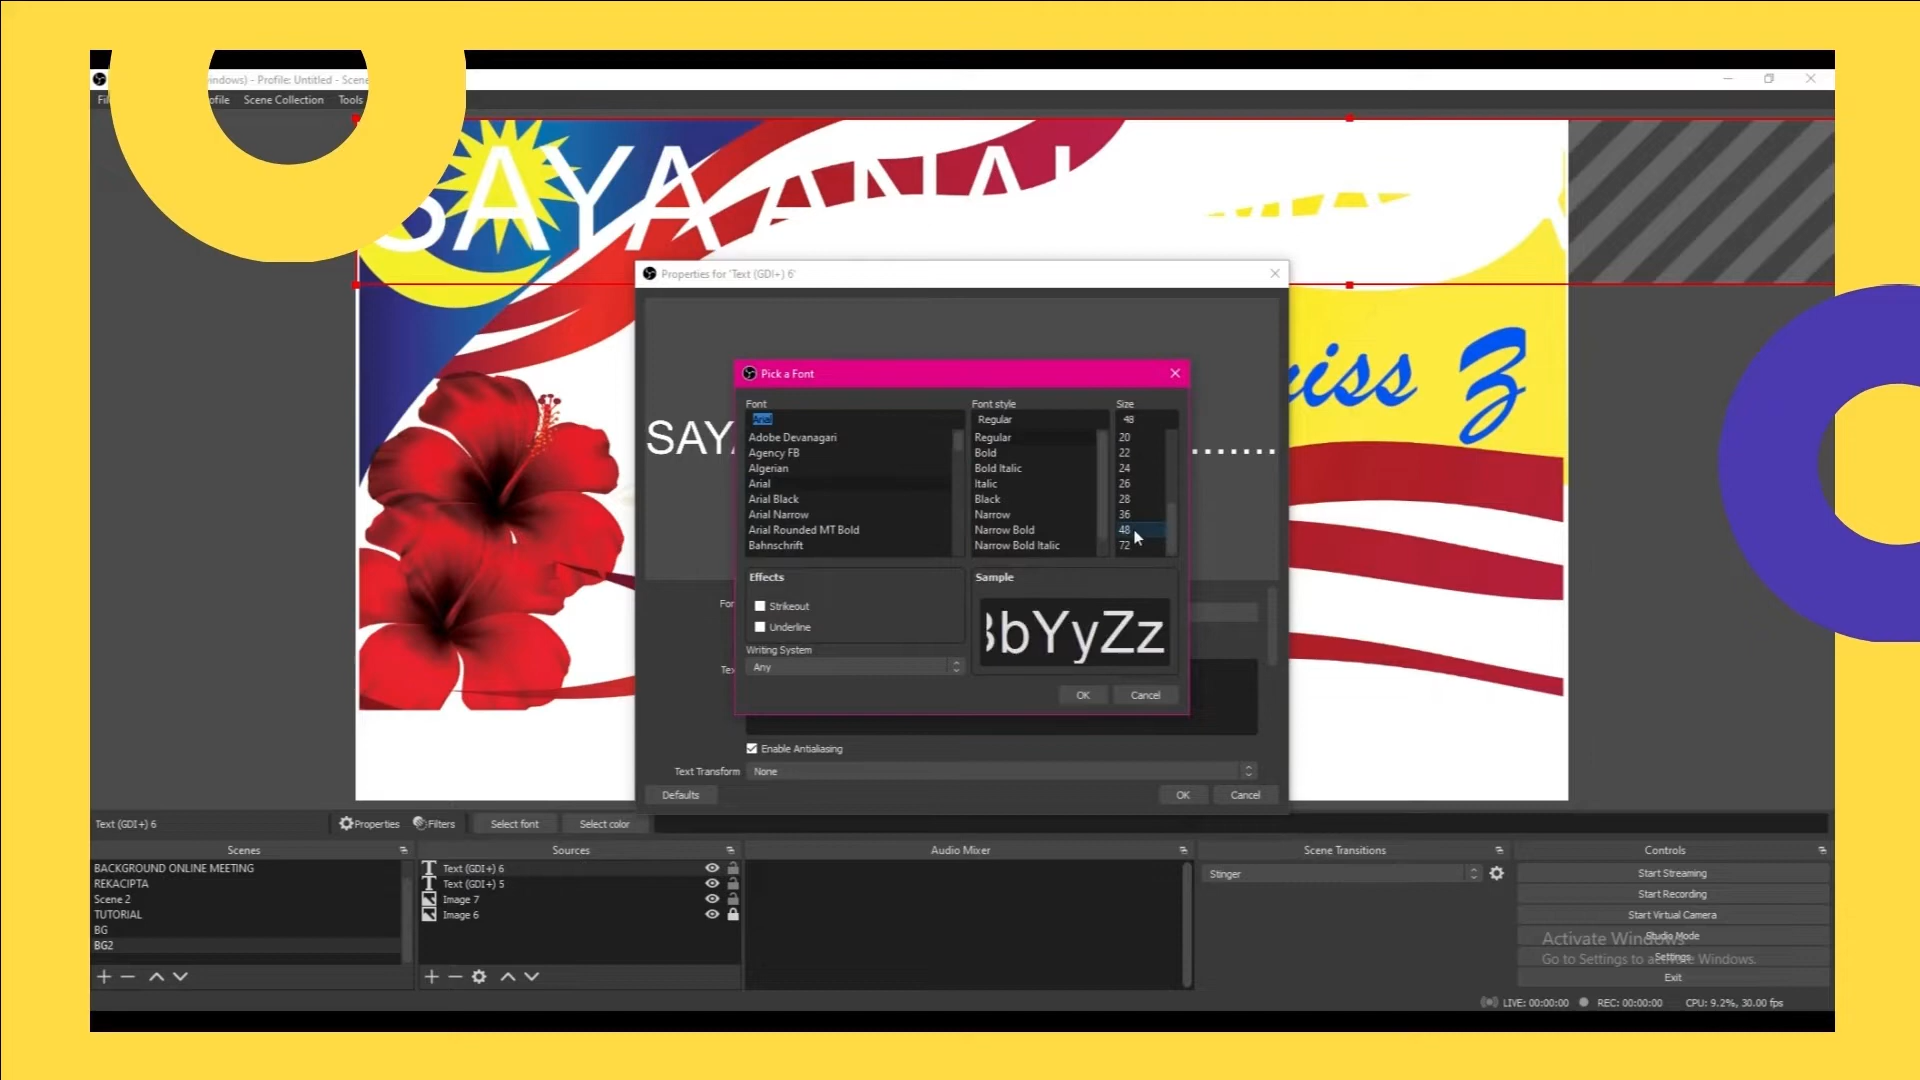 indows) - Profile: Untitled - Scene
Scene Collection Tools
SAYA
iss Z
Properties for 'Text (GDI+) 6'
Pick a Font
Font Font style Size
Arial Regular 48
Adobe Devanagari Regular 20
Agency FB Bold 22
Algerian Bold Italic 24
Arial Italic 26
Arial Black Black 28
Arial Narrow Narrow 36
Arial Rounded MT Bold Narrow Bold 48
Bahnschrift Narrow Bold Italic 72
Effects Sample
Strikeout
Underline
bYyZz
Writing System
Any
OK Cancel
Enable Antialiasing
Text Transform None
Defaults OK Cancel
Text (GDI+) 6 Properties Filters Select font Select color
Scenes Sources Audio Mixer Scene Transitions Controls
BACKGROUND ONLINE MEETING
REKACIPTA
Scene 2
TUTORIAL
BG
BG2
Text (GDI+) 6
Text (GDI+) 5
Image 7
Image 6
Stinger
Start Streaming
Start Recording
Start Virtual Camera
Studio Mode
Settings
Exit
Activate Windows
Go to Settings to activate Windows.
LIVE: 00:00:00 REC: 00:00:00 CPU: 9.2%, 30.00 fps